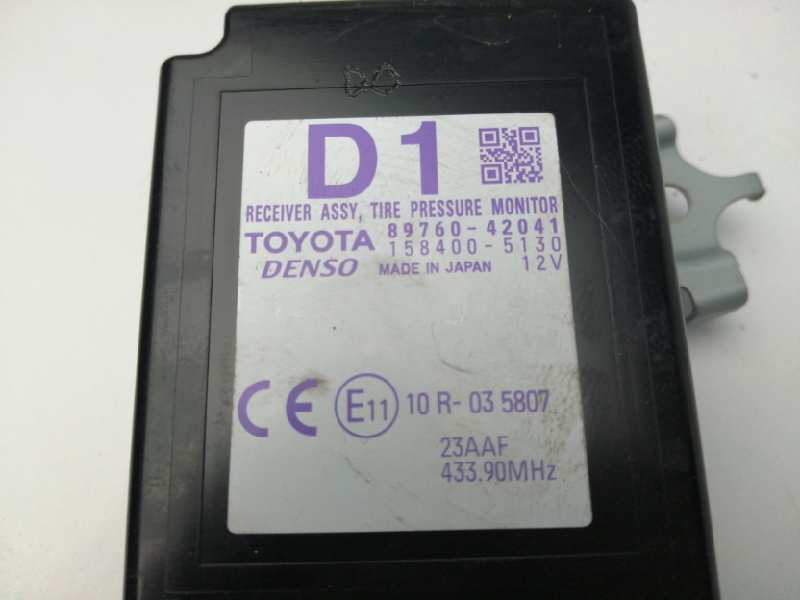 D1
RECEIVER ASSY, TIRE PRESSURE MONITOR
TOYOTA 89760-42041
158400-5130
DENSO MADE IN JAPAN 12V
CE E11 10 R-03 5807
23AAF
433.90MHz